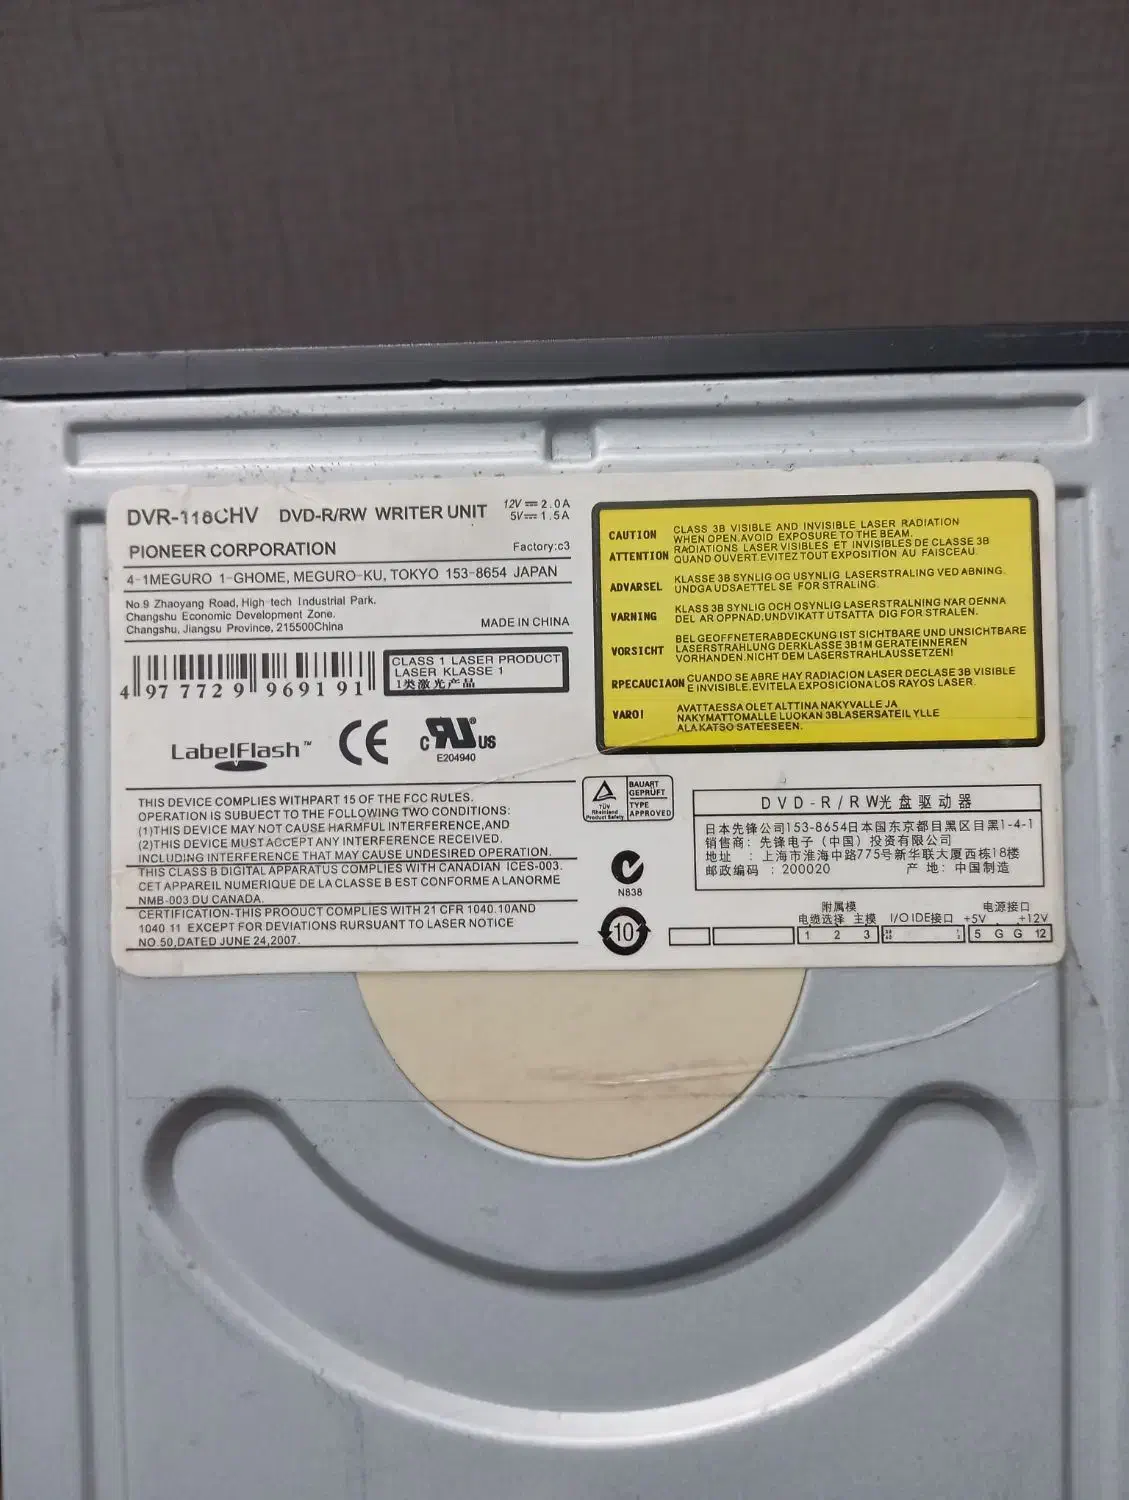 DVR-118CHV DVD-R/RW WRITER UNIT 12V 2.0A
5V 1.5A
PIONEER CORPORATION Factory:c3
4-1MEGURO 1-GHOME, MEGURO-KU, TOKYO 153-8654 JAPAN
No.9 Zhaoyang Road, High tech Industrial Park.
Changshu Economic Development Zone.
Changshu, Jiangsu Province, 215500China MADE IN CHINA
4 977729 969191
CLASS 1 LASER PRODUCT
LASER KLASSE 1
1类激光产品
LabelFlash™ CE c RU® US
E204940
THIS DEVICE COMPLIES WITHPART 15 OF THE FCC RULES.
OPERATION IS SUBJECT TO THE FOLLOWING TWO CONDITIONS:
(1)THIS DEVICE MAY NOT CAUSE HARMFUL INTERFERENCE,AND
(2)THIS DEVICE MUST ACCEPT ANY INTERFERENCE RECEIVED.
INCLUDING INTERFERENCE THAT MAY CAUSE UNDESIRED OPERATION.
THIS CLASS B DIGITAL APPARATUS COMPLIES WITH CANADIAN ICES-003.
CET APPAREIL NUMERIQUE DE LA CLASSE B EST CONFORME A LANORME
NMB-003 DU CANADA.
CERTIFICATION-THIS PRODUCT COMPLIES WITH 21 CFR 1040.10AND
1040.11 EXCEPT FOR DEVIATIONS RURSUANT TO LASER NOTICE
NO.50,DATED JUNE 24,2007.
CAUTION CLASS 3B VISIBLE AND INVISIBLE LASER RADIATION
WHEN OPEN.AVOID EXPOSURE TO THE BEAM.
ATTENTION RADIATIONS LASER VISIBLES ET INVISIBLES DE CLASSE 3B
QUAND OUVERT.EVITEZ TOUT EXPOSITION AU FAISCEAU.
ADVARSEL KLASSE 3B SYNLIG OG USYNLIG LASERSTRALING VED ABNING.
UNDGA UDSAETTELSE FOR STRALING.
VARNING KLASS 3B SYNLIG OCH OSYNLIG LASERSTRALNING NAR DENNA
DEL AR OPPNAD.UNDVIKATT UTSATTA DIG FOR STRALEN.
VORSICHT BEL GEOFFNETERABDECKUNG IST SICHTBARE UND UNSICHTBARE
LASERSTRAHLUNG DERKLASSE 3B1M GERATEINNEREN
VORHANDEN.NICHT DEM LASERSTRAHLAUSSETZEN!
RPECAUCIAON CUANDO SE ABRE HAY RADIACION LASER DECLASE 3B VISIBLE
E INVISIBLE.EVITE LA EXPOSICIONA LOS RAYOS LASER.
VARO! AVATTAESSA OLET ALTTINA NAKYVALLE JA
NAKYMATTOMALLE LUOKAN 3BLASERSATEILYLLE
ALA KATSO SATEESEEN.
TÜV
Rheinland
Product Safety
BAUART
GEPRÜFT
TYPE
APPROVED
N838
10
DVD-R/RW光盘驱动器
日本先锋公司153-8654日本国东京都目黑区目黑1-4-1
销售商：先锋电子（中国）投资有限公司
地址 ：上海市淮海中路775号新华联大厦西栋18楼
邮政编码 ：200020 产 地：中国制造
附属模 电源接口
电缆选择 主模 I/O IDE接口 +5V +12V
1 2 3 5 G G 12